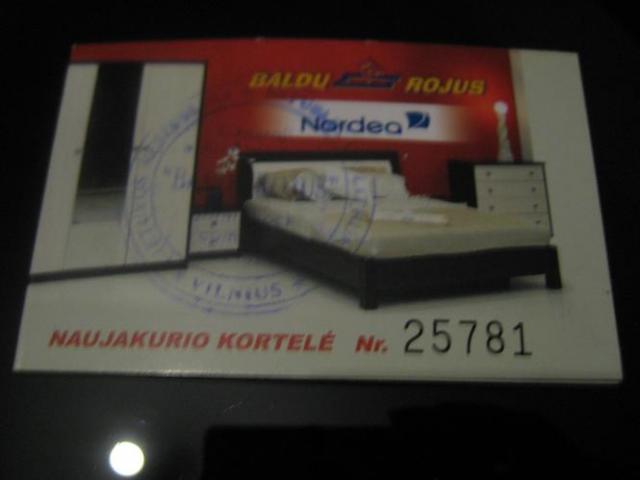 BALDŲ ROJUS
Nordea
VILNIUS
NAUJAKURIO KORTELĖ Nr. 25781